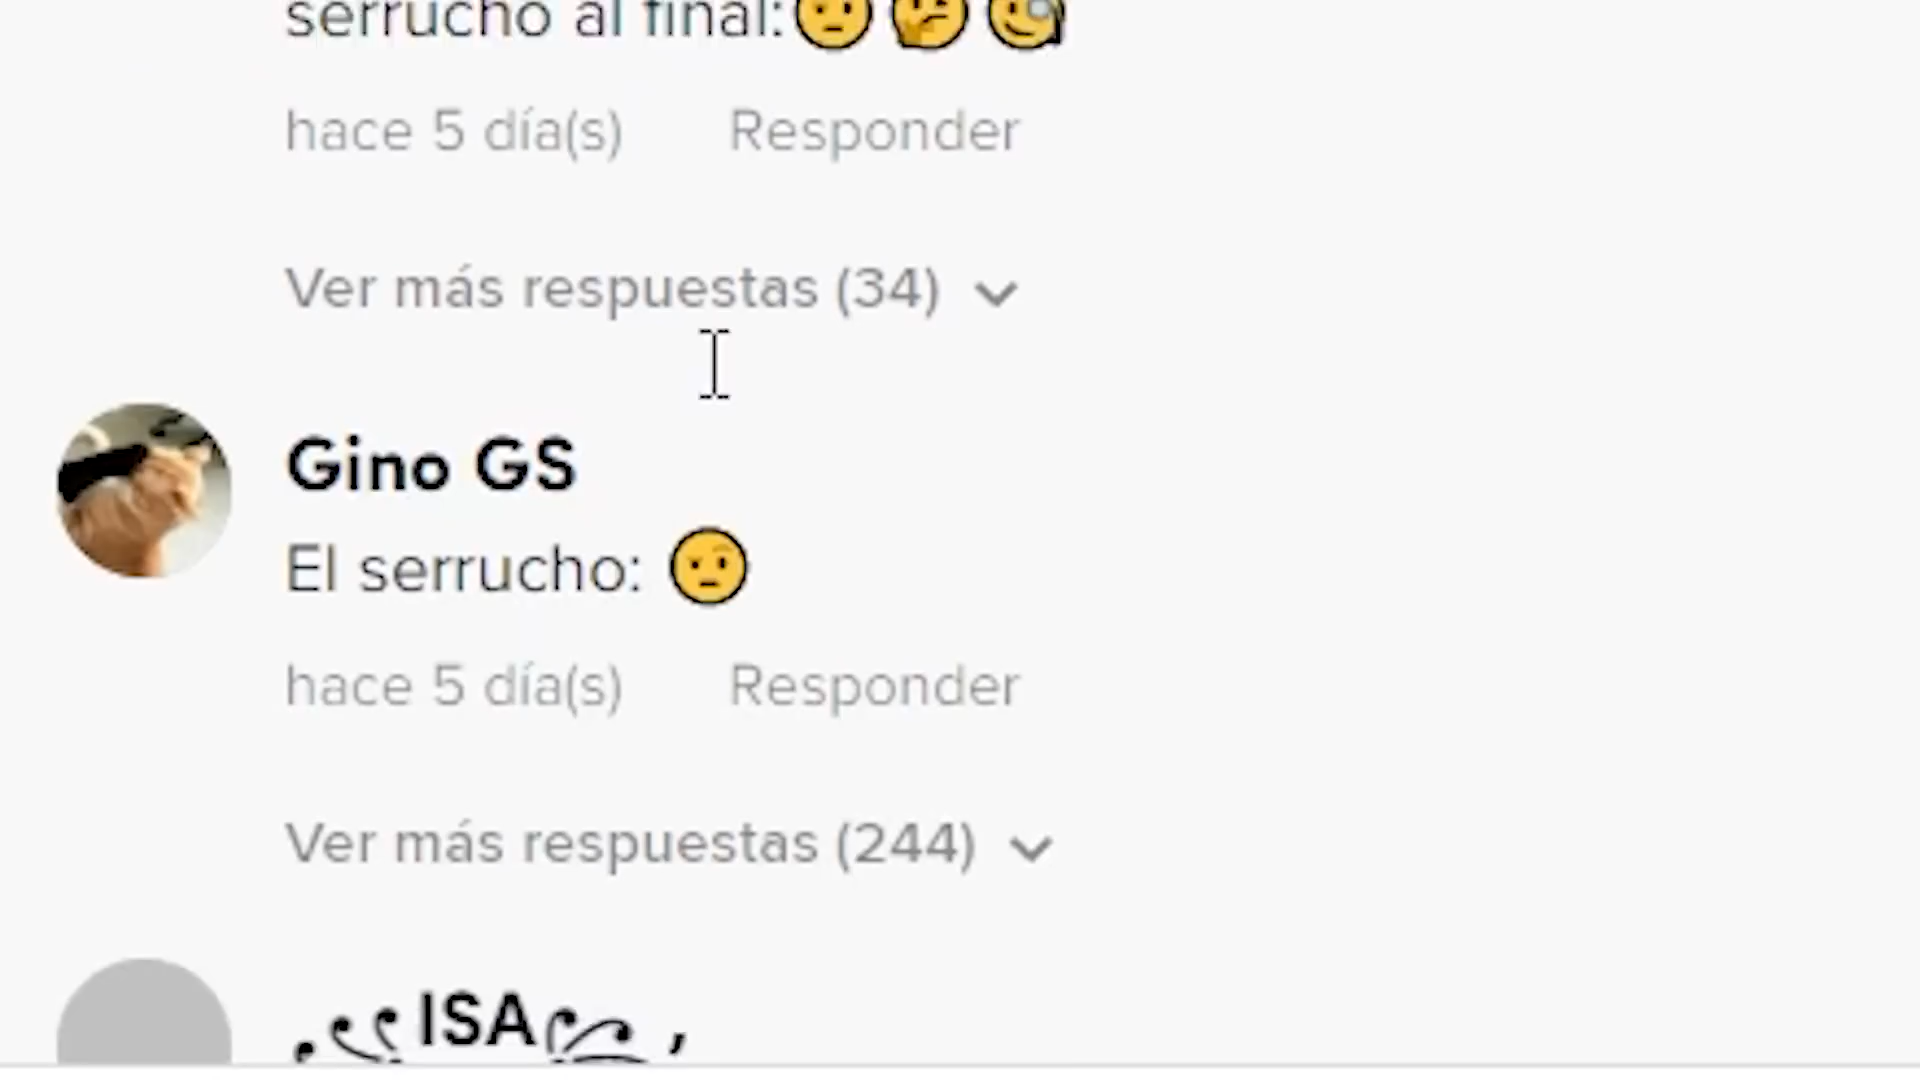 serrucho al final:🤨🤔🧐
hace 5 día(s) Responder
Ver más respuestas (34)
Gino GS
El serrucho: 🤨
hace 5 día(s) Responder
Ver más respuestas (244)
ISA ,